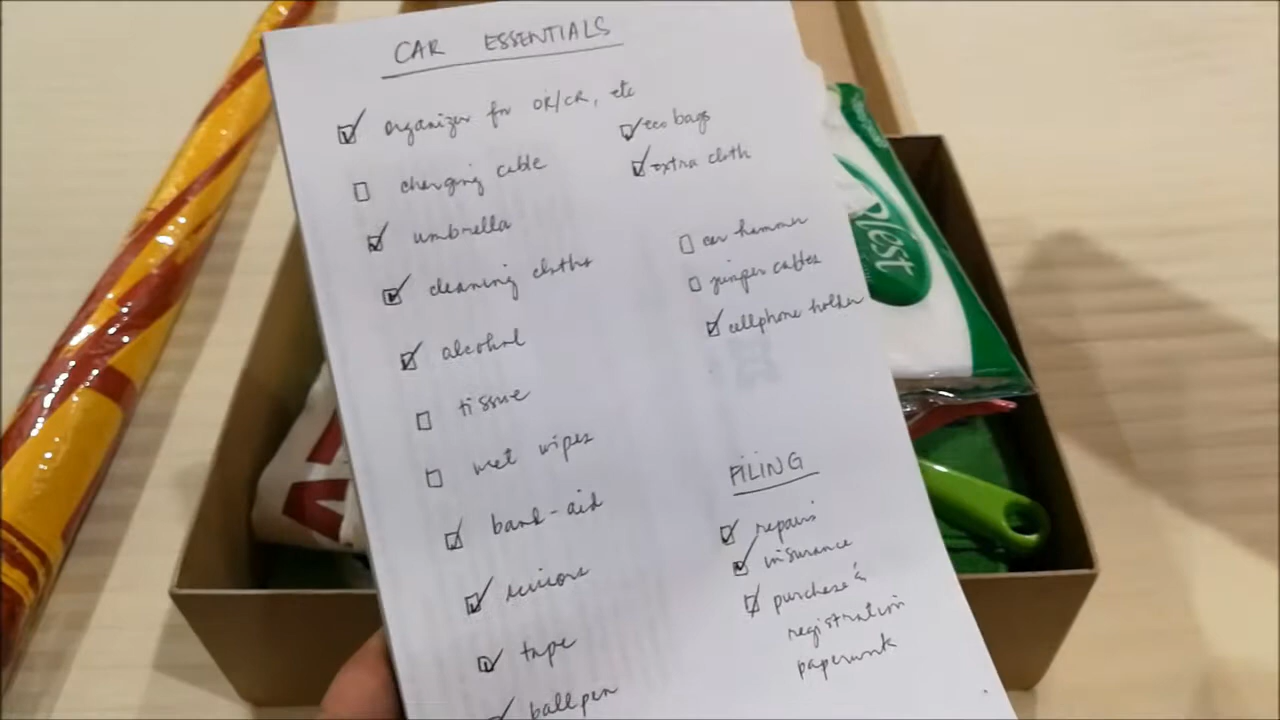 CAR ESSENTIALS
organizer for OR/CR, etc
charging cable
umbrella
cleaning cloths
alcohol
tissue
wet wipes
band-aid
scissors
tape
ballpen
eco bags
extra cloth
car hammer
jumper cables
cellphone holder
FILING
repairs
insurance
purchase &
registration
paperwork
Plest